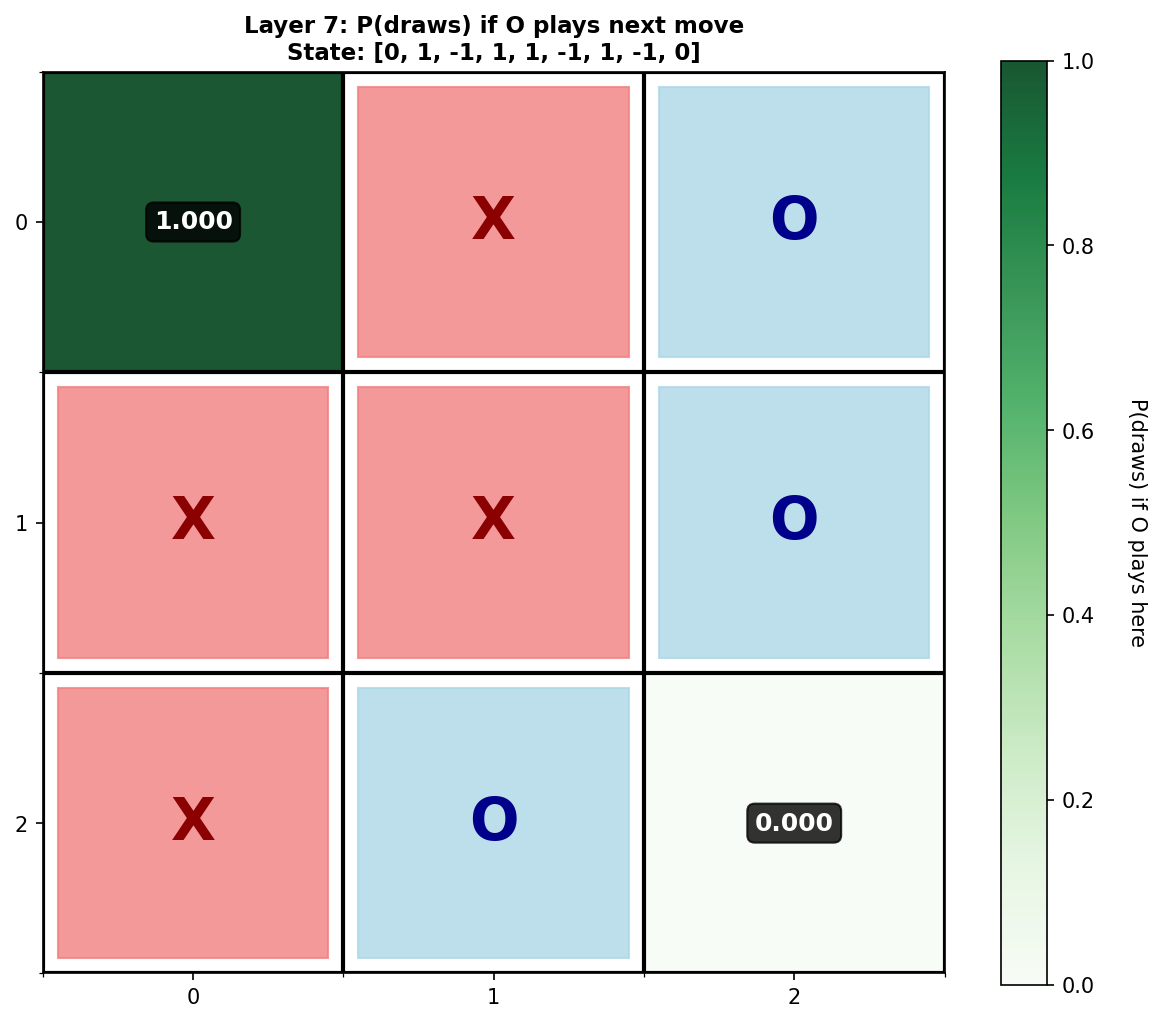 Layer 7: P(draws) if O plays next move
State: [0, 1, -1, 1, 1, -1, 1, -1, 0]
0
1.000
X
O
1
X
X
O
2
X
O
0.000
0
1
2
1.0
0.8
0.6
0.4
0.2
0.0
P(draws) if O plays here